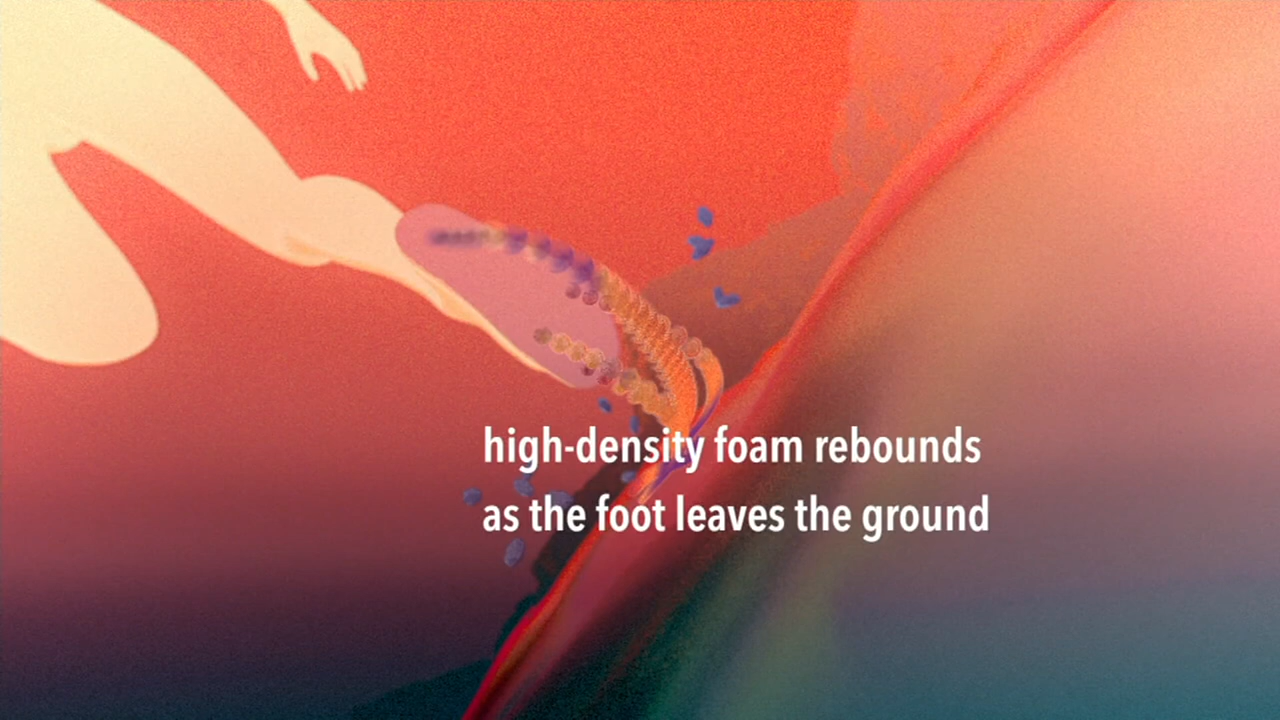 high-density foam rebounds
as the foot leaves the ground